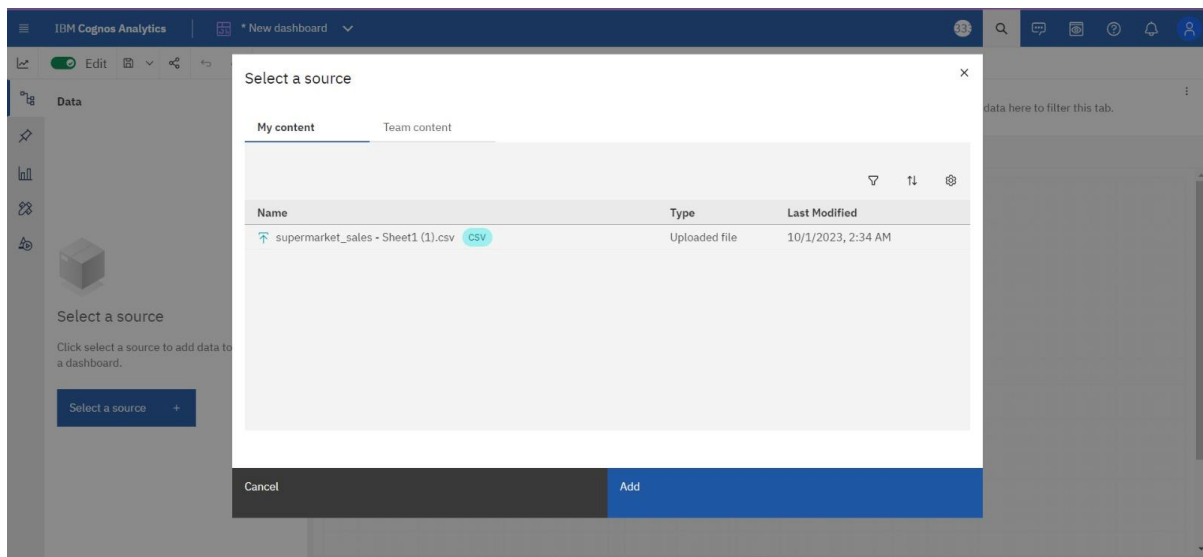 IBM Cognos Analytics
* New dashboard
333
Edit
Data
data here to filter this tab.
Select a source
My content
Team content
Name Type Last Modified
supermarket_sales - Sheet1 (1).csv CSV Uploaded file 10/1/2023, 2:34 AM
Select a source
Click select a source to add data to
a dashboard.
Select a source +
Cancel
Add